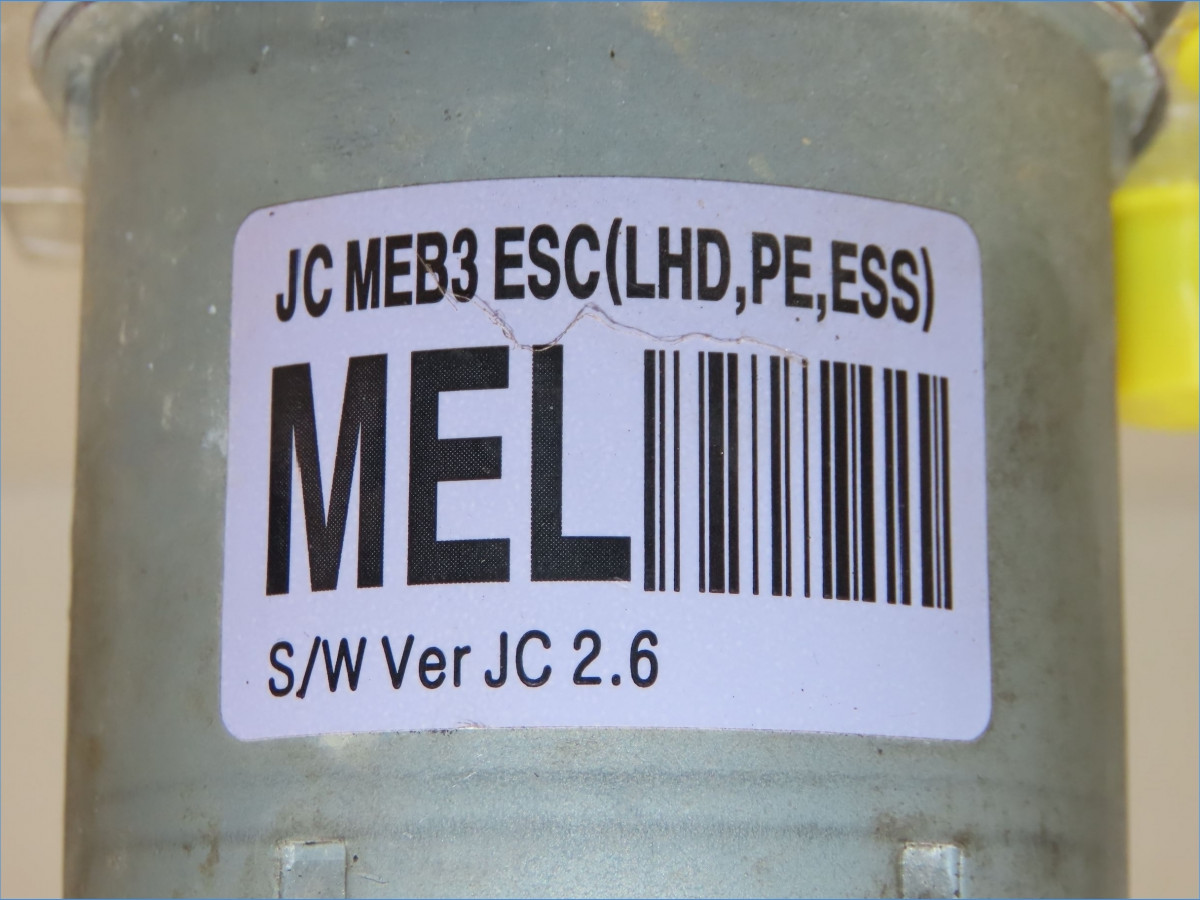 JC MEB3 ESC(LHD,PE,ESS)
MEL
S/W Ver JC 2.6